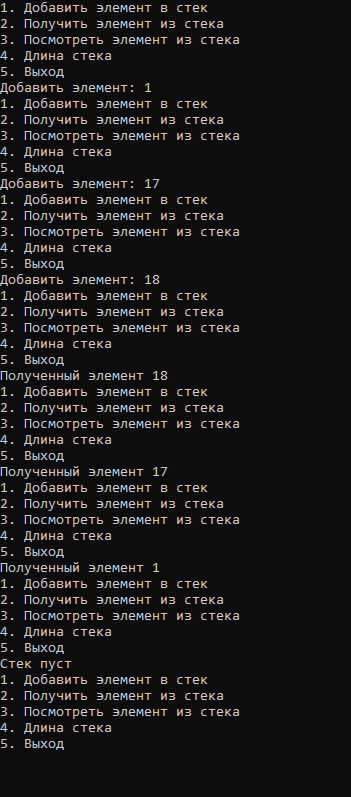 1. Добавить элемент в стек
2. Получить элемент из стека
3. Посмотреть элемент из стека
4. Длина стека
5. Выход
Добавить элемент: 1
1. Добавить элемент в стек
2. Получить элемент из стека
3. Посмотреть элемент из стека
4. Длина стека
5. Выход
Добавить элемент: 17
1. Добавить элемент в стек
2. Получить элемент из стека
3. Посмотреть элемент из стека
4. Длина стека
5. Выход
Добавить элемент: 18
1. Добавить элемент в стек
2. Получить элемент из стека
3. Посмотреть элемент из стека
4. Длина стека
5. Выход
Полученный элемент 18
1. Добавить элемент в стек
2. Получить элемент из стека
3. Посмотреть элемент из стека
4. Длина стека
5. Выход
Полученный элемент 17
1. Добавить элемент в стек
2. Получить элемент из стека
3. Посмотреть элемент из стека
4. Длина стека
5. Выход
Полученный элемент 1
1. Добавить элемент в стек
2. Получить элемент из стека
3. Посмотреть элемент из стека
4. Длина стека
5. Выход
Стек пуст
1. Добавить элемент в стек
2. Получить элемент из стека
3. Посмотреть элемент из стека
4. Длина стека
5. Выход